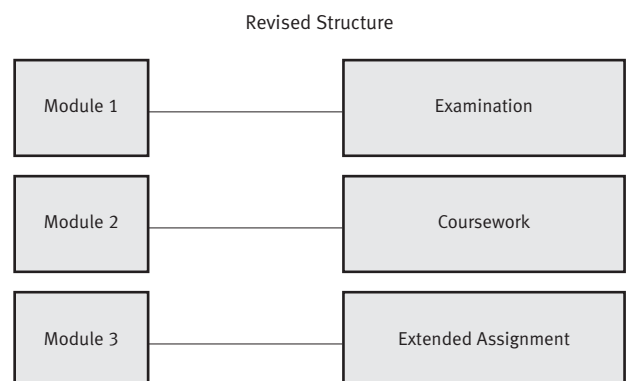 Revised Structure
Module 1
Examination
Module 2
Coursework
Module 3
Extended Assignment